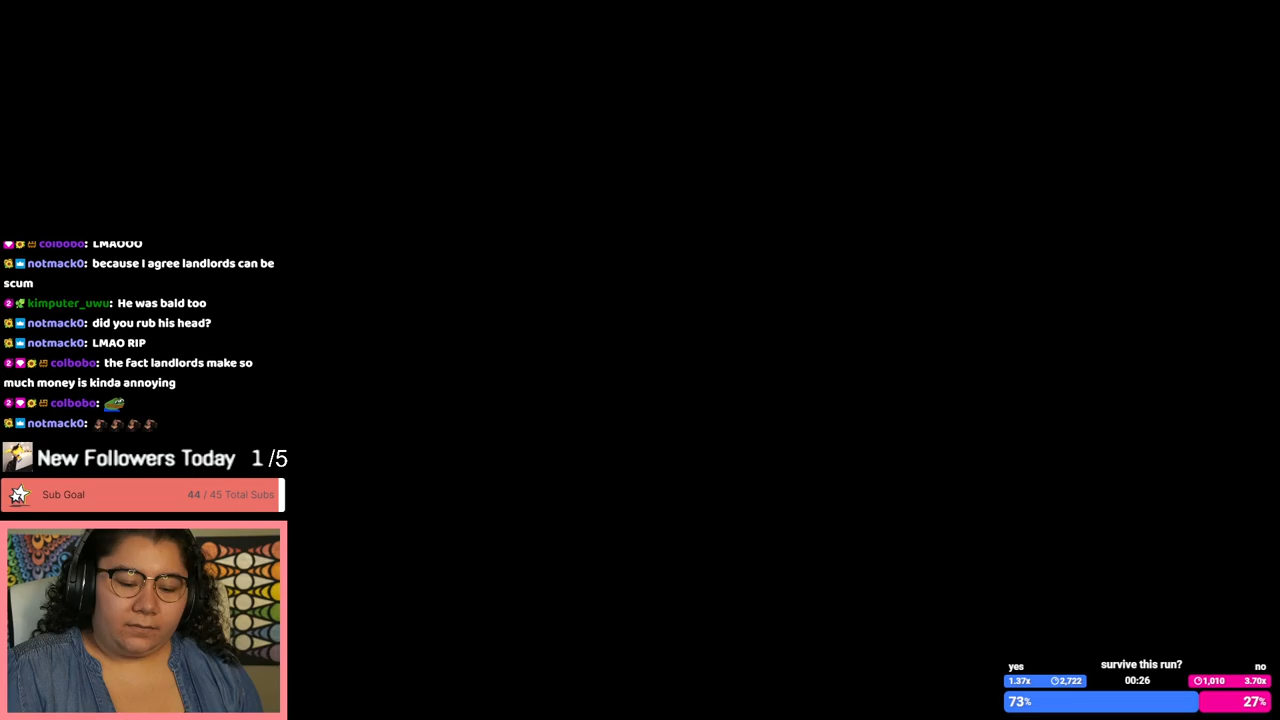 colbobo: LMAOOO
notmack0: because I agree landlords can be
scum
kimputer_uwu: He was bald too
notmack0: did you rub his head?
notmack0: LMAO RIP
colbobo: the fact landlords make so
much money is kinda annoying
colbobo:
notmack0:
New Followers Today 1 /5
Sub Goal 44 / 45 Total Subs
yes survive this run? no
1.37x 2,722 00:26 1,010 3.70x
73% 27%